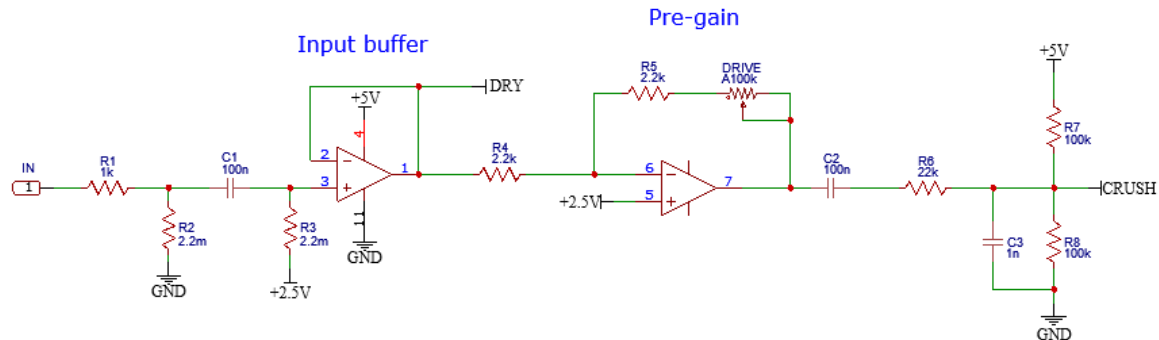 Pre-gain
Input buffer
+5V
R5
2.2k
DRIVE
A100k
DRY
+5V
4
R7
100k
IN
1
R1
1k
C1
100n
2
3
1
R4
2.2k
6
5
7
+2.5V
C2
100n
R6
22k
CRUSH
R2
2.2m
R3
2.2m
11
GND
C3
1n
R8
100k
GND
+2.5V
GND